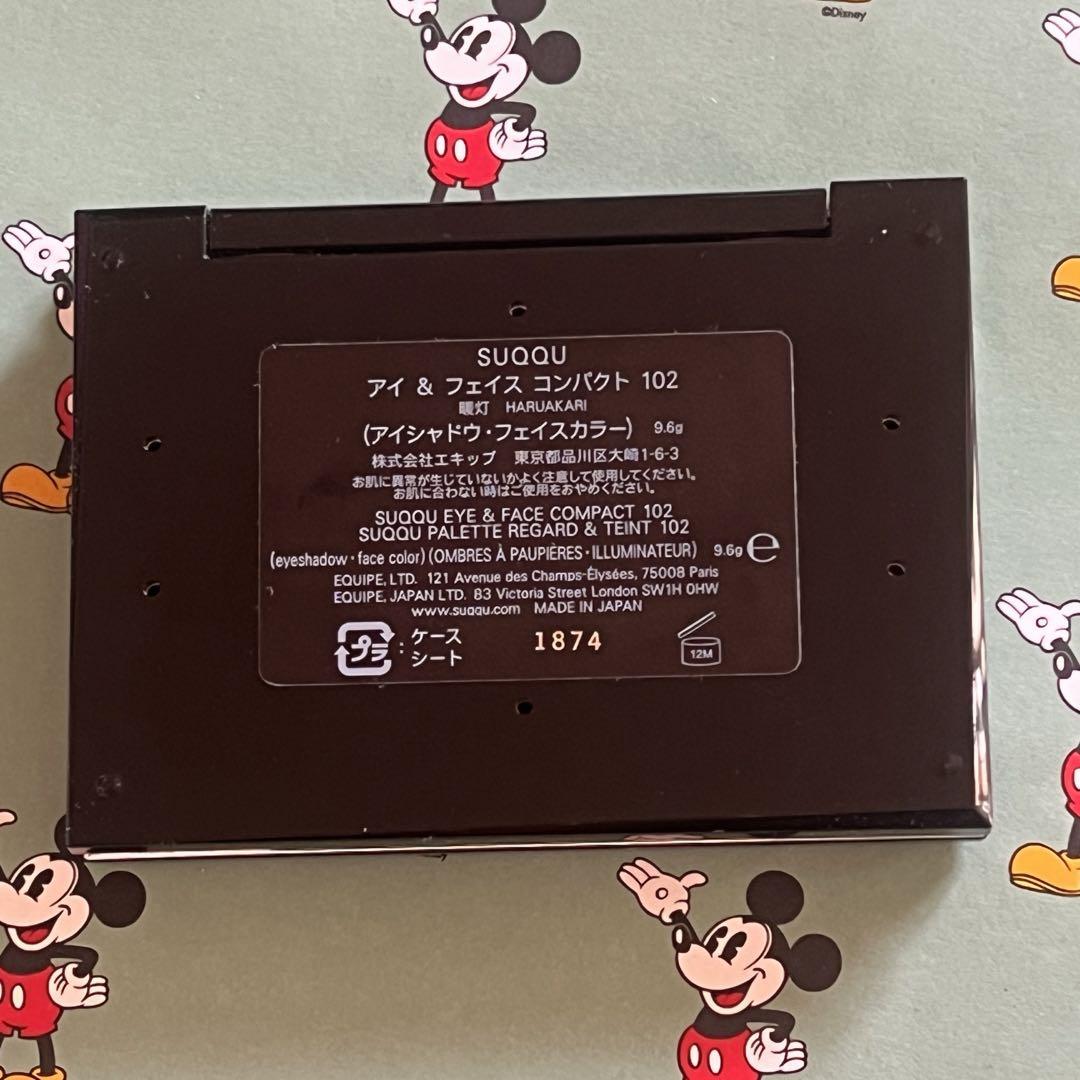 ©Disney
SUQQU
アイ & フェイス コンパクト 102
暖灯 HARUAKARI
(アイシャドウ・フェイスカラー) 9.6g
株式会社エキップ 東京都品川区大崎1-6-3
お肌に異常が生じていないかよく注意して使用してください。
お肌に合わない時はご使用をおやめください。
SUQQU EYE & FACE COMPACT 102
SUQQU PALETTE REGARD & TEINT 102
(eyeshadow・face color) (OMBRES À PAUPIÈRES・ILLUMINATEUR) 9.6g ℮
EQUIPE, LTD. 121 Avenue des Champs-Élysées, 75008 Paris
EQUIPE, JAPAN LTD. 83 Victoria Street London SW1H 0HW
www.suqqu.com MADE IN JAPAN
プラ : ケース
シート
1874
12M